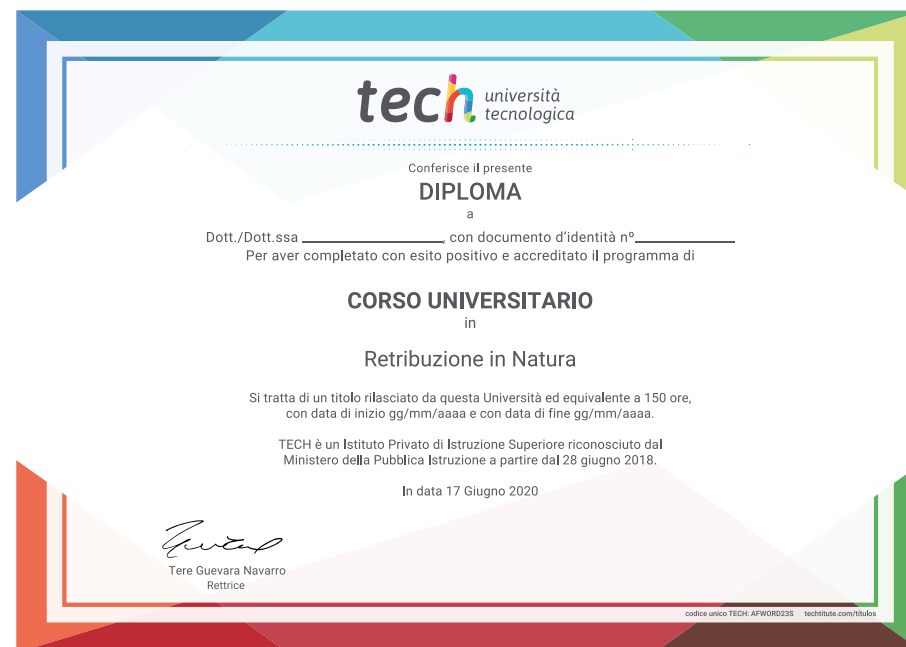 tech università
tecnologica
Conferisce il presente
DIPLOMA
a
Dott./Dott.ssa ____________________, con documento d'identità nº______________
Per aver completato con esito positivo e accreditato il programma di
CORSO UNIVERSITARIO
in
Retribuzione in Natura
Si tratta di un titolo rilasciato da questa Università ed equivalente a 150 ore,
con data di inizio gg/mm/aaaa e con data di fine gg/mm/aaaa.
TECH è un Istituto Privato di Istruzione Superiore riconosciuto dal
Ministero della Pubblica Istruzione a partire dal 28 giugno 2018.
In data 17 Giugno 2020
Tere Guevara Navarro
Rettrice
codice unico TECH: AFWORD23S techtitute.com/titulos